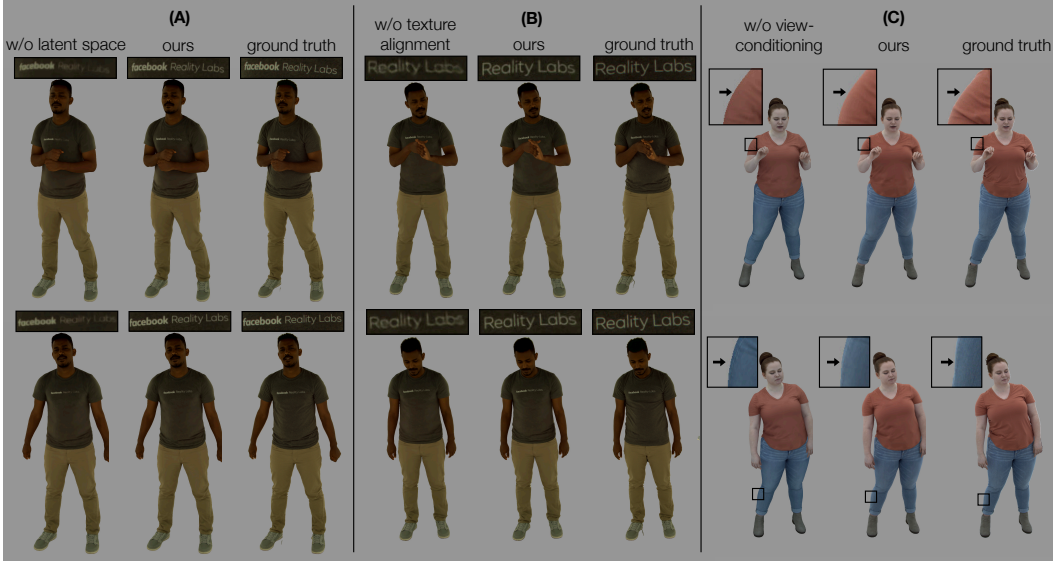 (A)
w/o latent space
ours
ground truth
facebook Reality Labs
facebook Reality Labs
facebook Reality Labs
facebook Reality Labs
facebook Reality Labs
facebook Reality Labs
(B)
w/o texture
alignment
ours
ground truth
Reality Labs
Reality Labs
Reality Labs
Reality Labs
Reality Labs
Reality Labs
(C)
w/o view-
conditioning
ours
ground truth